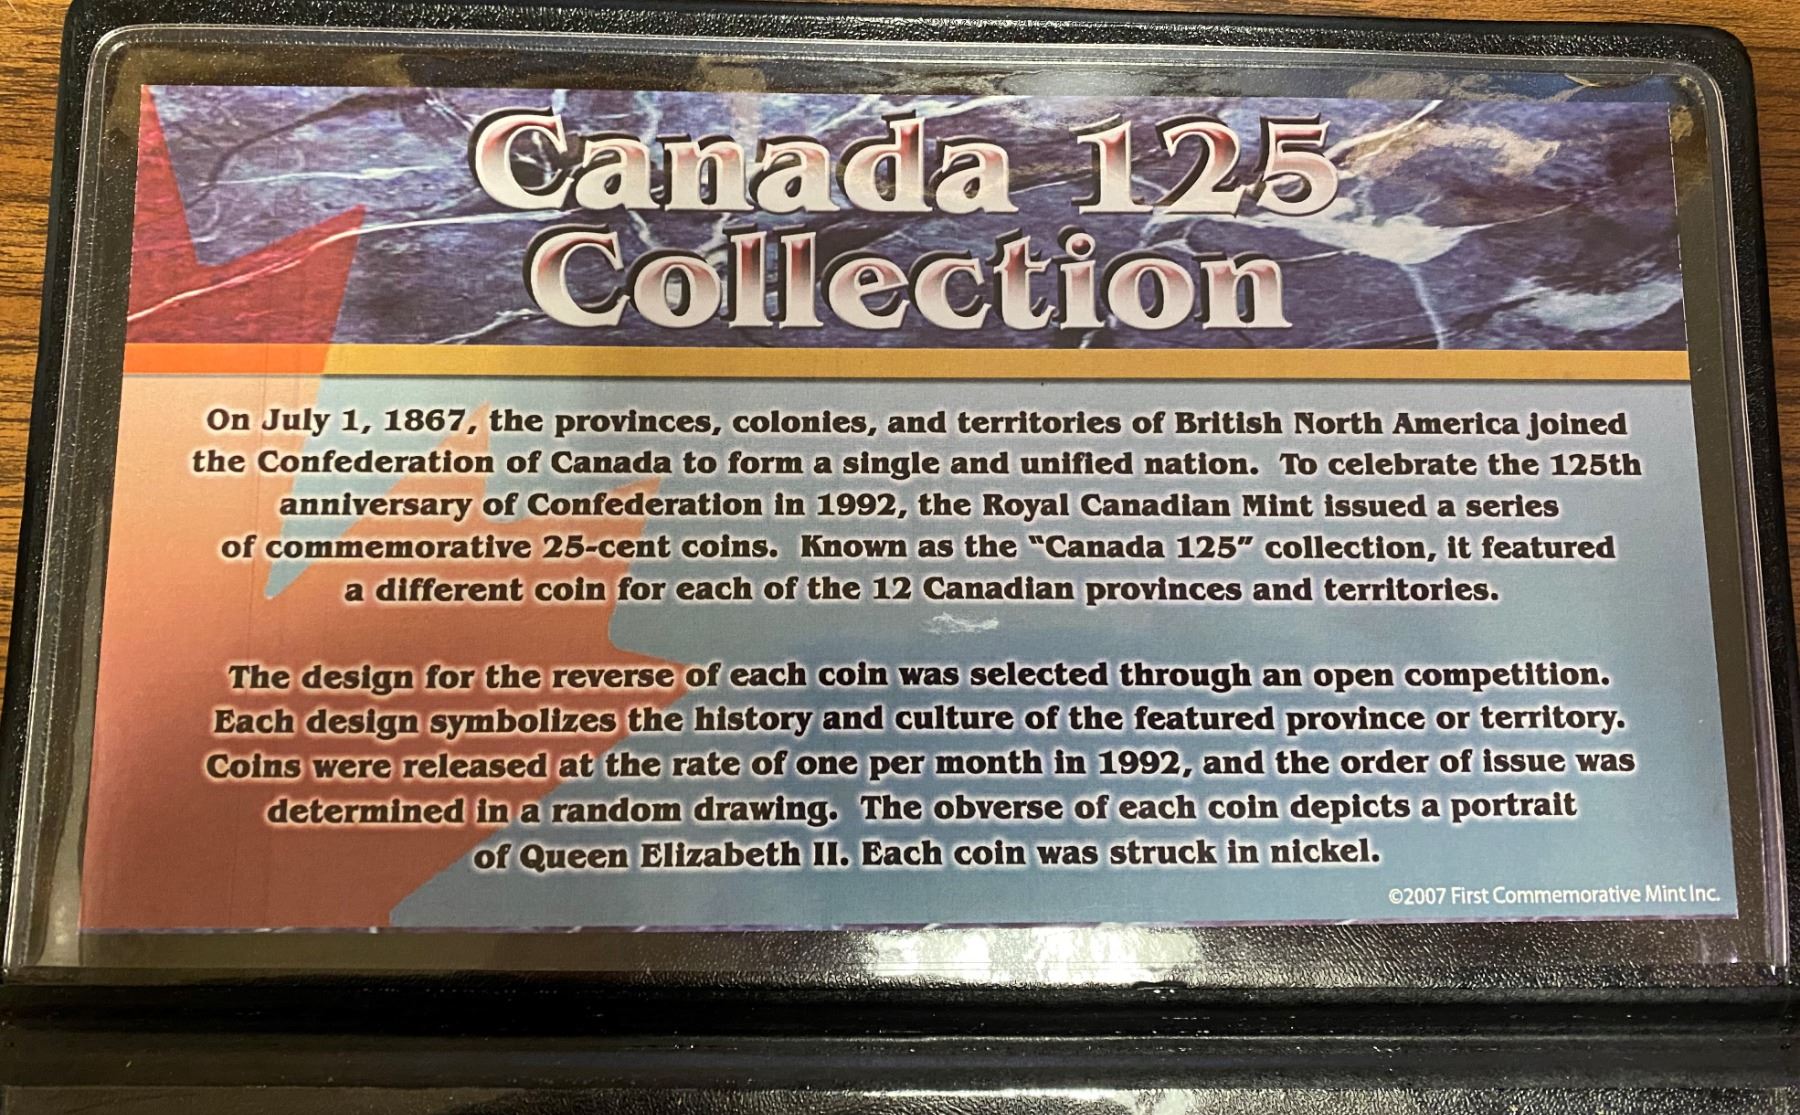 Canada 125
Collection
On July 1, 1867, the provinces, colonies, and territories of British North America joined
the Confederation of Canada to form a single and unified nation. To celebrate the 125th
anniversary of Confederation in 1992, the Royal Canadian Mint issued a series
of commemorative 25-cent coins. Known as the "Canada 125" collection, it featured
a different coin for each of the 12 Canadian provinces and territories.
The design for the reverse of each coin was selected through an open competition.
Each design symbolizes the history and culture of the featured province or territory.
Coins were released at the rate of one per month in 1992, and the order of issue was
determined in a random drawing. The obverse of each coin depicts a portrait
of Queen Elizabeth II. Each coin was struck in nickel.
©2007 First Commemorative Mint Inc.